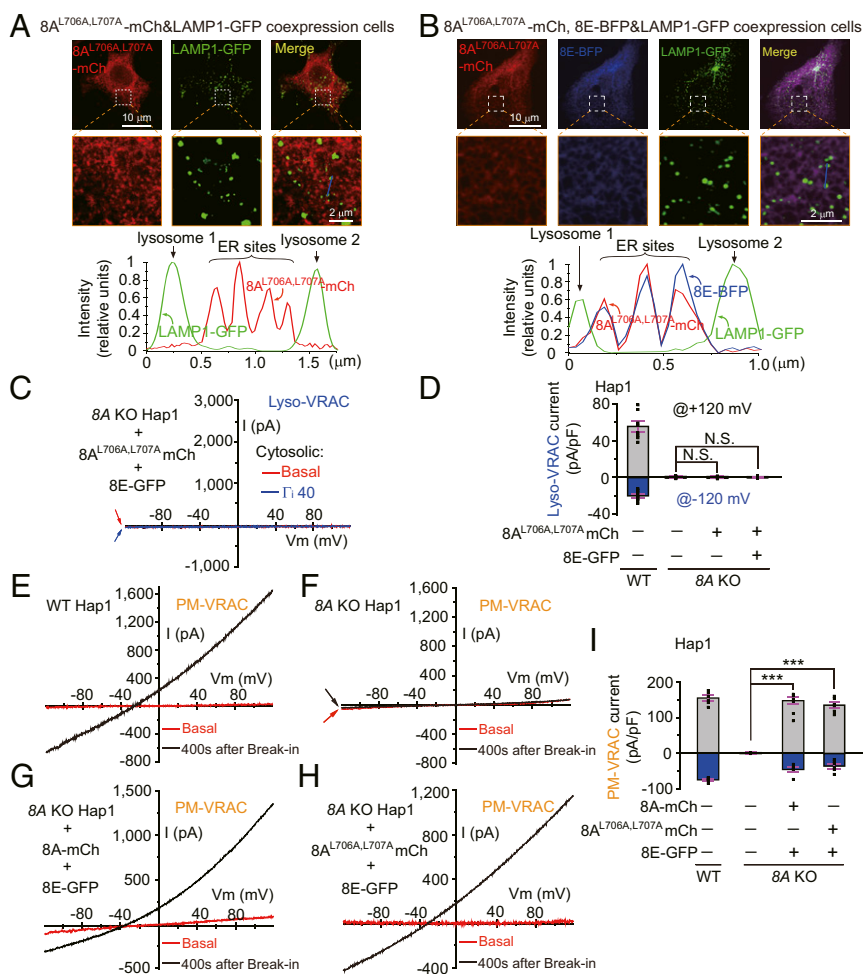 A
8A^L706A,L707A-mCh&LAMP1-GFP coexpression cells
8A^L706A,L707A
-mCh
LAMP1-GFP
Merge
10 μm
2 μm
lysosome 1
ER sites
lysosome 2
Intensity
(relative units)
1
0.8
0.6
0.4
0.2
0
8A^L706A,L707A-mCh
LAMP1-GFP
0 0.5 1.0 1.5 (μm)
B
8A^L706A,L707A-mCh, 8E-BFP&LAMP1-GFP coexpression cells
8A^L706A,L707A
-mCh
8E-BFP
LAMP1-GFP
Merge
10 μm
2 μm
Lysosome 1
ER sites
Lysosome 2
Intensity
(relative units)
1
0.8
0.6
0.4
0.2
0
8E-BFP
8A^L706A,L707A-mCh
LAMP1-GFP
0 0.2 0.4 0.6 1.0
(μm)
C
8A KO Hap1
+
8A^L706A,L707A mCh
+
8E-GFP
Lyso-VRAC
3,000
I (pA)
2,000
1,000
Cytosolic:
Basal
Γı 40
-80 -40 40 80
Vm (mV)
-1,000
D
Hap1
Lyso-VRAC current
(pA/pF)
80
40
0
-40
@+120 mV
N.S.
N.S.
@-120 mV
8A^L706A,L707A mCh – – + +
8E-GFP – – – +
WT 8A KO
E
WT Hap1
PM-VRAC
1,600
I (pA)
1,200
800
400
Vm (mV)
-80 -40 40 80
-400
-800
Basal
400s after Break-in
F
8A KO Hap1
PM-VRAC
1,600
I (pA)
1,200
800
400
Vm (mV)
-80 -40 40 80
-400
-800
Basal
400s after Break-in
G
8A KO Hap1
+
8A-mCh
+
8E-GFP
PM-VRAC
1,500
I (pA)
1,000
500
Vm (mV)
-80 -40 40 80
-500
Basal
400s after Break-in
H
8A KO Hap1
+
8A^L706A,L707A mCh
+
8E-GFP
PM-VRAC
1,200
I (pA)
800
400
Vm (mV)
-80 -40 40 80
-400
Basal
400s after Break-in
I
Hap1
PM-VRAC current
(pA/pF)
200
150
100
50
0
-50
-100
***
***
8A-mCh – – + –
8A^L706A,L707A mCh – – – +
8E-GFP – – + +
WT 8A KO